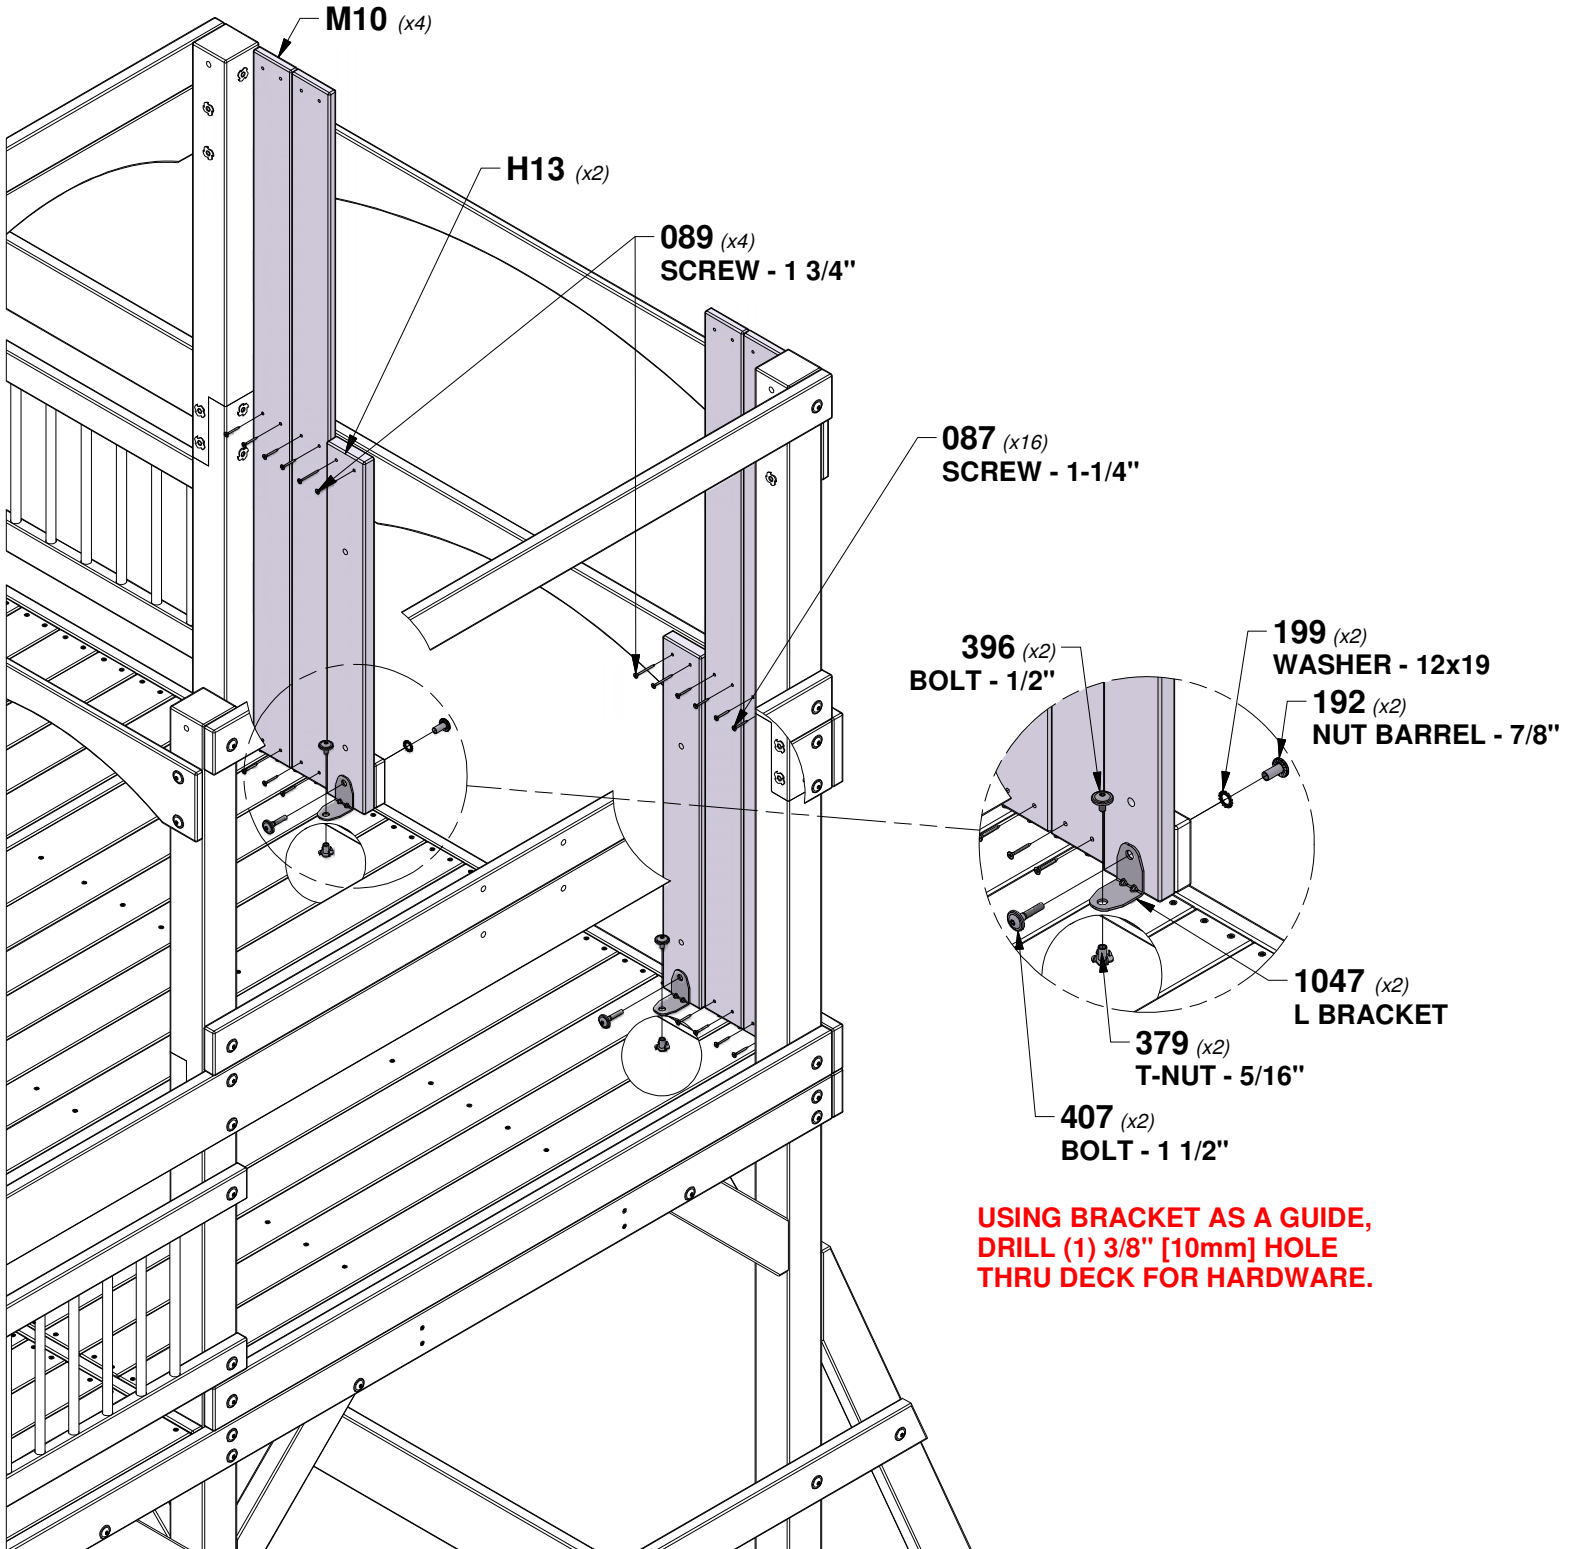 M10 (x4)
H13 (x2)
089 (x4)
SCREW - 1 3/4"
087 (x16)
SCREW - 1-1/4"
396 (x2)
BOLT - 1/2"
199 (x2)
WASHER - 12x19
192 (x2)
NUT BARREL - 7/8"
1047 (x2)
L BRACKET
379 (x2)
T-NUT - 5/16"
407 (x2)
BOLT - 1 1/2"
USING BRACKET AS A GUIDE,
DRILL (1) 3/8" [10mm] HOLE
THRU DECK FOR HARDWARE.